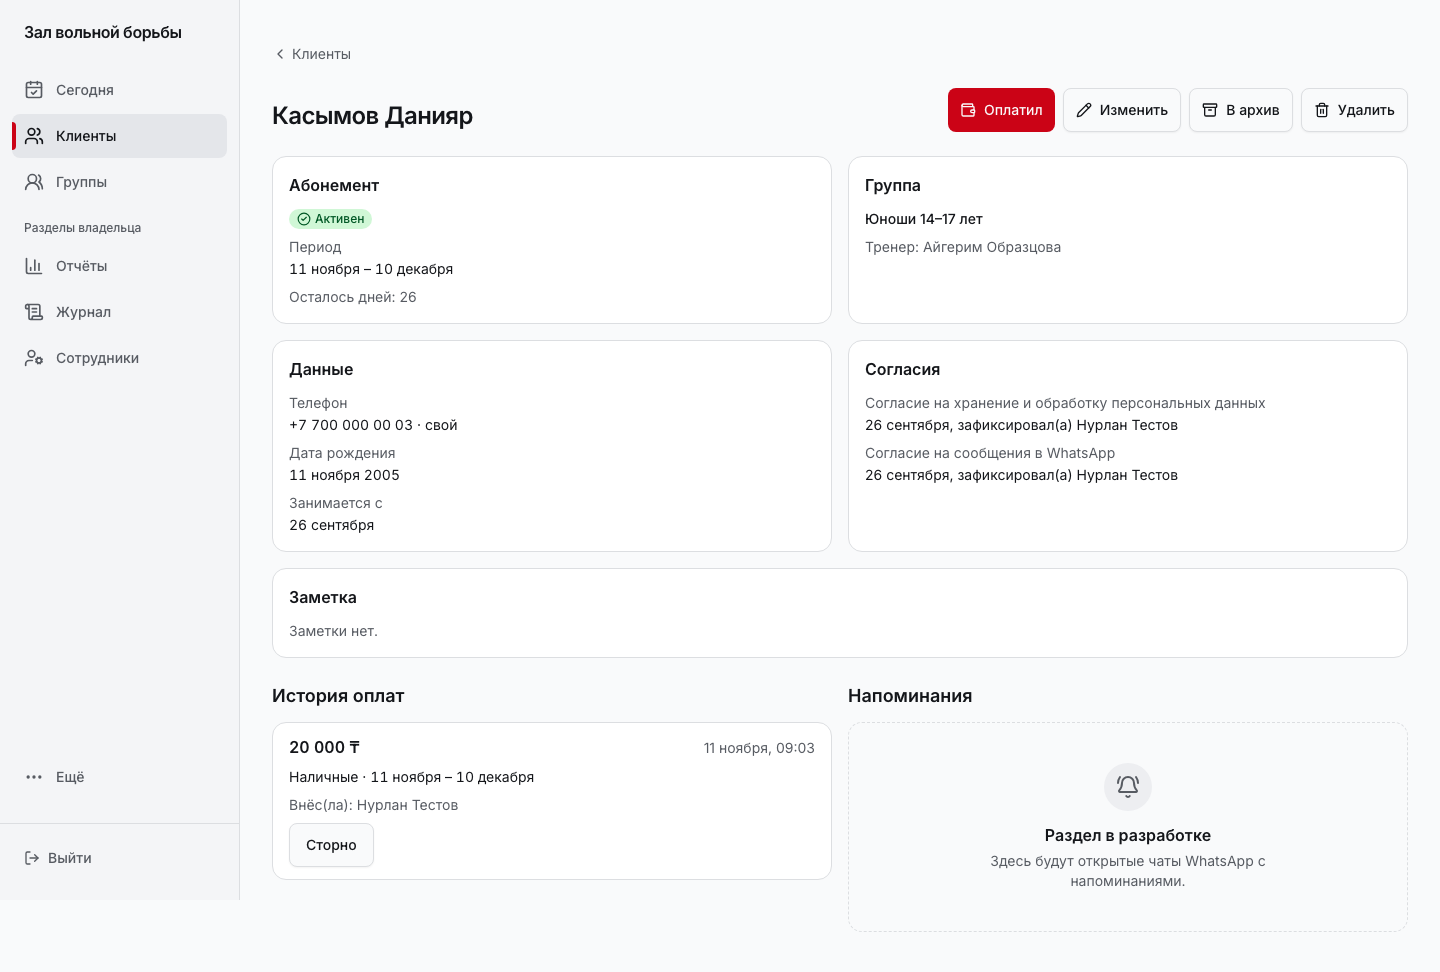 Зал вольной борьбы
Сегодня
Клиенты
Группы
Разделы владельца
Отчёты
Журнал
Сотрудники
Ещё
Выйти
Клиенты
Касымов Данияр
Оплатил
Изменить
В архив
Удалить
Абонемент
Активен
Период
11 ноября – 10 декабря
Осталось дней: 26
Группа
Юноши 14–17 лет
Тренер: Айгерим Образцова
Данные
Телефон
+7 700 000 00 03 · свой
Дата рождения
11 ноября 2005
Занимается с
26 сентября
Согласия
Согласие на хранение и обработку персональных данных
26 сентября, зафиксировал(а) Нурлан Тестов
Согласие на сообщения в WhatsApp
26 сентября, зафиксировал(а) Нурлан Тестов
Заметка
Заметки нет.
История оплат
20 000 ₸
11 ноября, 09:03
Наличные · 11 ноября – 10 декабря
Внёс(ла): Нурлан Тестов
Сторно
Напоминания
Раздел в разработке
Здесь будут открытые чаты WhatsApp с
напоминаниями.